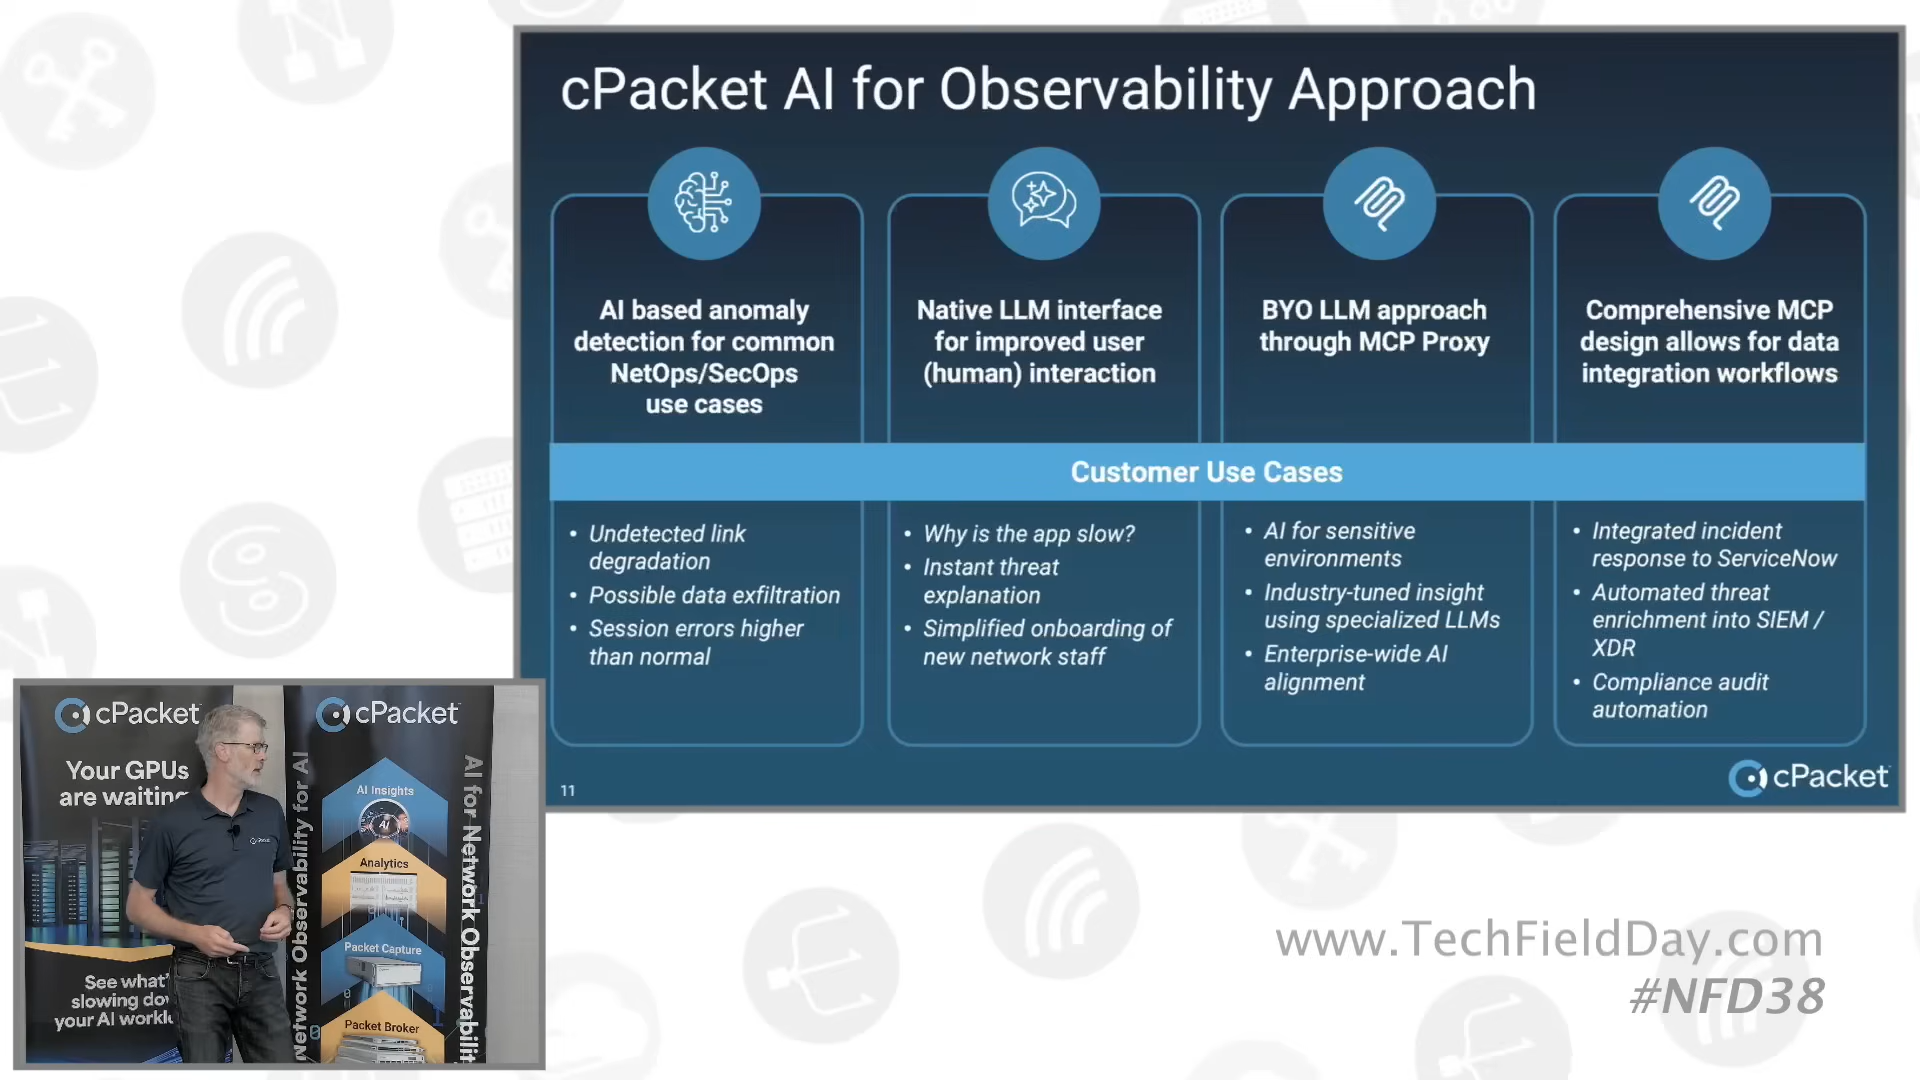 cPacket AI for Observability Approach
AI based anomaly
detection for common
NetOps/SecOps
use cases
Native LLM interface
for improved user
(human) interaction
BYO LLM approach
through MCP Proxy
Comprehensive MCP
design allows for data
integration workflows
Customer Use Cases
• Undetected link
degradation
• Possible data exfiltration
• Session errors higher
than normal
• Why is the app slow?
• Instant threat
explanation
• Simplified onboarding of
new network staff
• AI for sensitive
environments
• Industry-tuned insight
using specialized LLMs
• Enterprise-wide AI
alignment
• Integrated incident
response to ServiceNow
• Automated threat
enrichment into SIEM /
XDR
• Compliance audit
automation
11
cPacket
cPacket
Your GPUs
are waiting
See what'
slowing do
your AI workl
Network Observability for AI
cPacket
AI Insights
AI
Analytics
Packet Capture
Packet Broker
AI for Network Observabilit
www.TechFieldDay.com
#NFD38